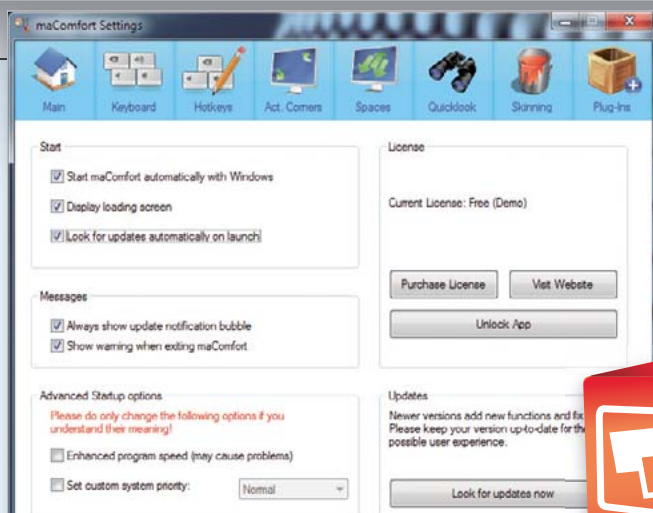 maComfort Settings
Main Keyboard Hotkeys Act. Corners Spaces Quicklook Skinning Plug-Ins
Start
Start maComfort automatically with Windows
Display loading screen
Look for updates automatically on launch
License
Current License: Free (Demo)
Purchase License Visit Website
Unlock App
Messages
Always show update notification bubble
Show warning when exiting maComfort
Advanced Startup options
Please do only change the following options if you
understand their meaning!
Enhanced program speed (may cause problems)
Set custom system priority: Normal
Updates
Newer versions add new functions and fix
Please keep your version up-to-date for the
possible user experience.
Look for updates now